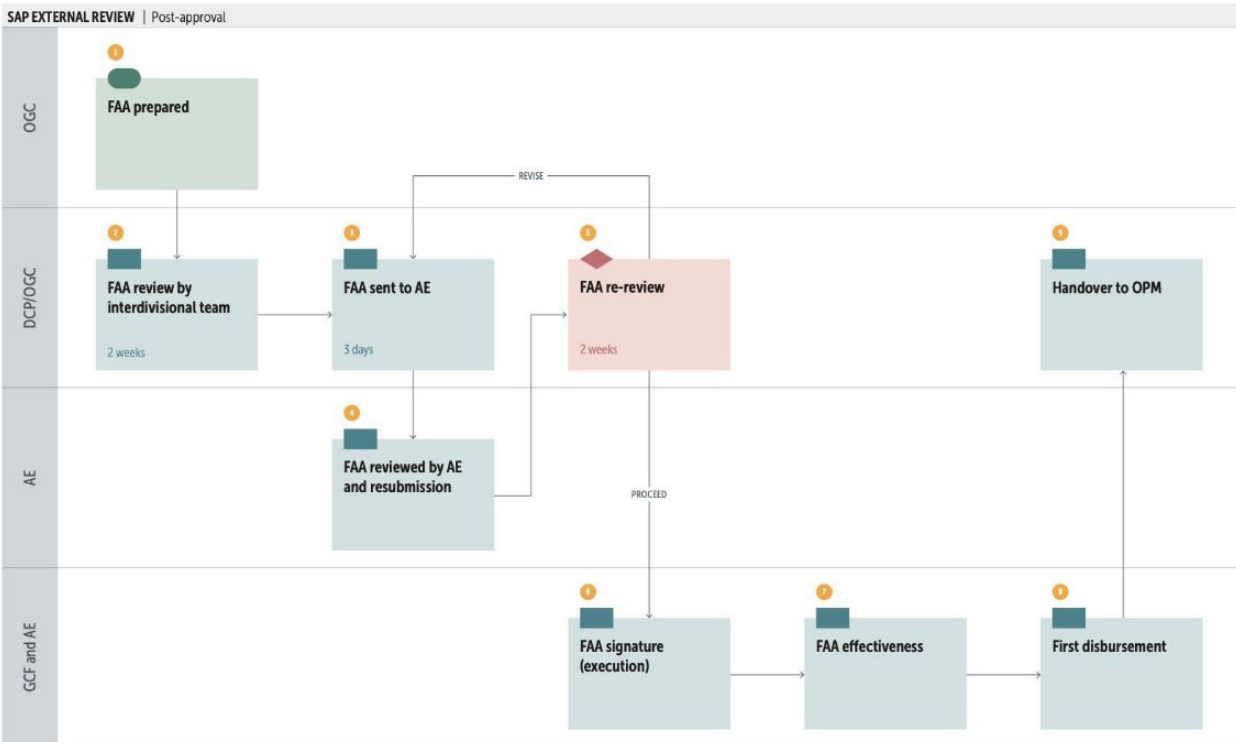 SAP EXTERNAL REVIEW | Post-approval
OGC
1
FAA prepared
REVISE
DCP/OGC
2
FAA review by
interdivisional team
2 weeks
3
FAA sent to AE
3 days
5
FAA re-review
2 weeks
9
Handover to OPM
AE
4
FAA reviewed by AE
and resubmission
PROCEED
GCF and AE
6
FAA signature
(execution)
7
FAA effectiveness
8
First disbursement